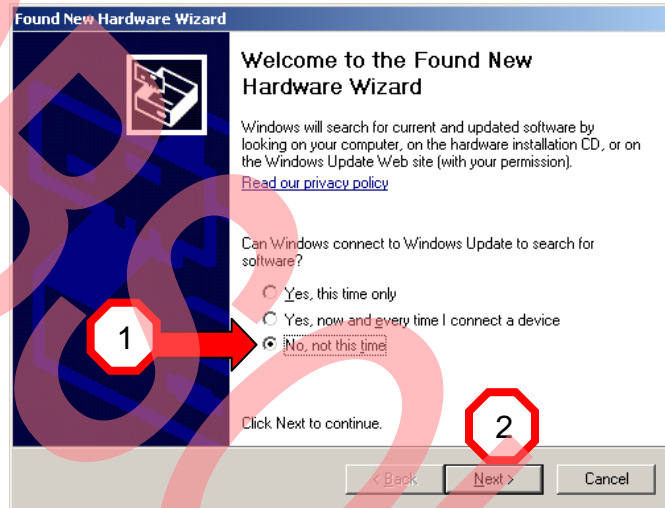 Found New Hardware Wizard
Welcome to the Found New
Hardware Wizard
Windows will search for current and updated software by
looking on your computer, on the hardware installation CD, or on
the Windows Update Web site (with your permission).
Read our privacy policy
Can Windows connect to Windows Update to search for
software?
Yes, this time only
Yes, now and every time I connect a device
1
No, not this time
Click Next to continue.
2
< Back
Next >
Cancel